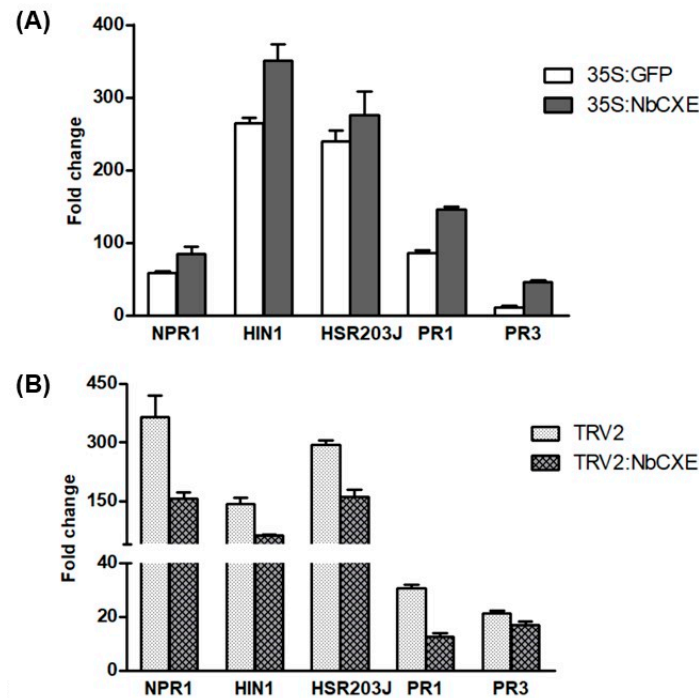 (A)
400
300
200
100
0
Fold change
35S:GFP
35S:NbCXE
NPR1 HIN1 HSR203J PR1 PR3
(B)
450
300
150
40
20
0
Fold change
TRV2
TRV2:NbCXE
NPR1 HIN1 HSR203J PR1 PR3